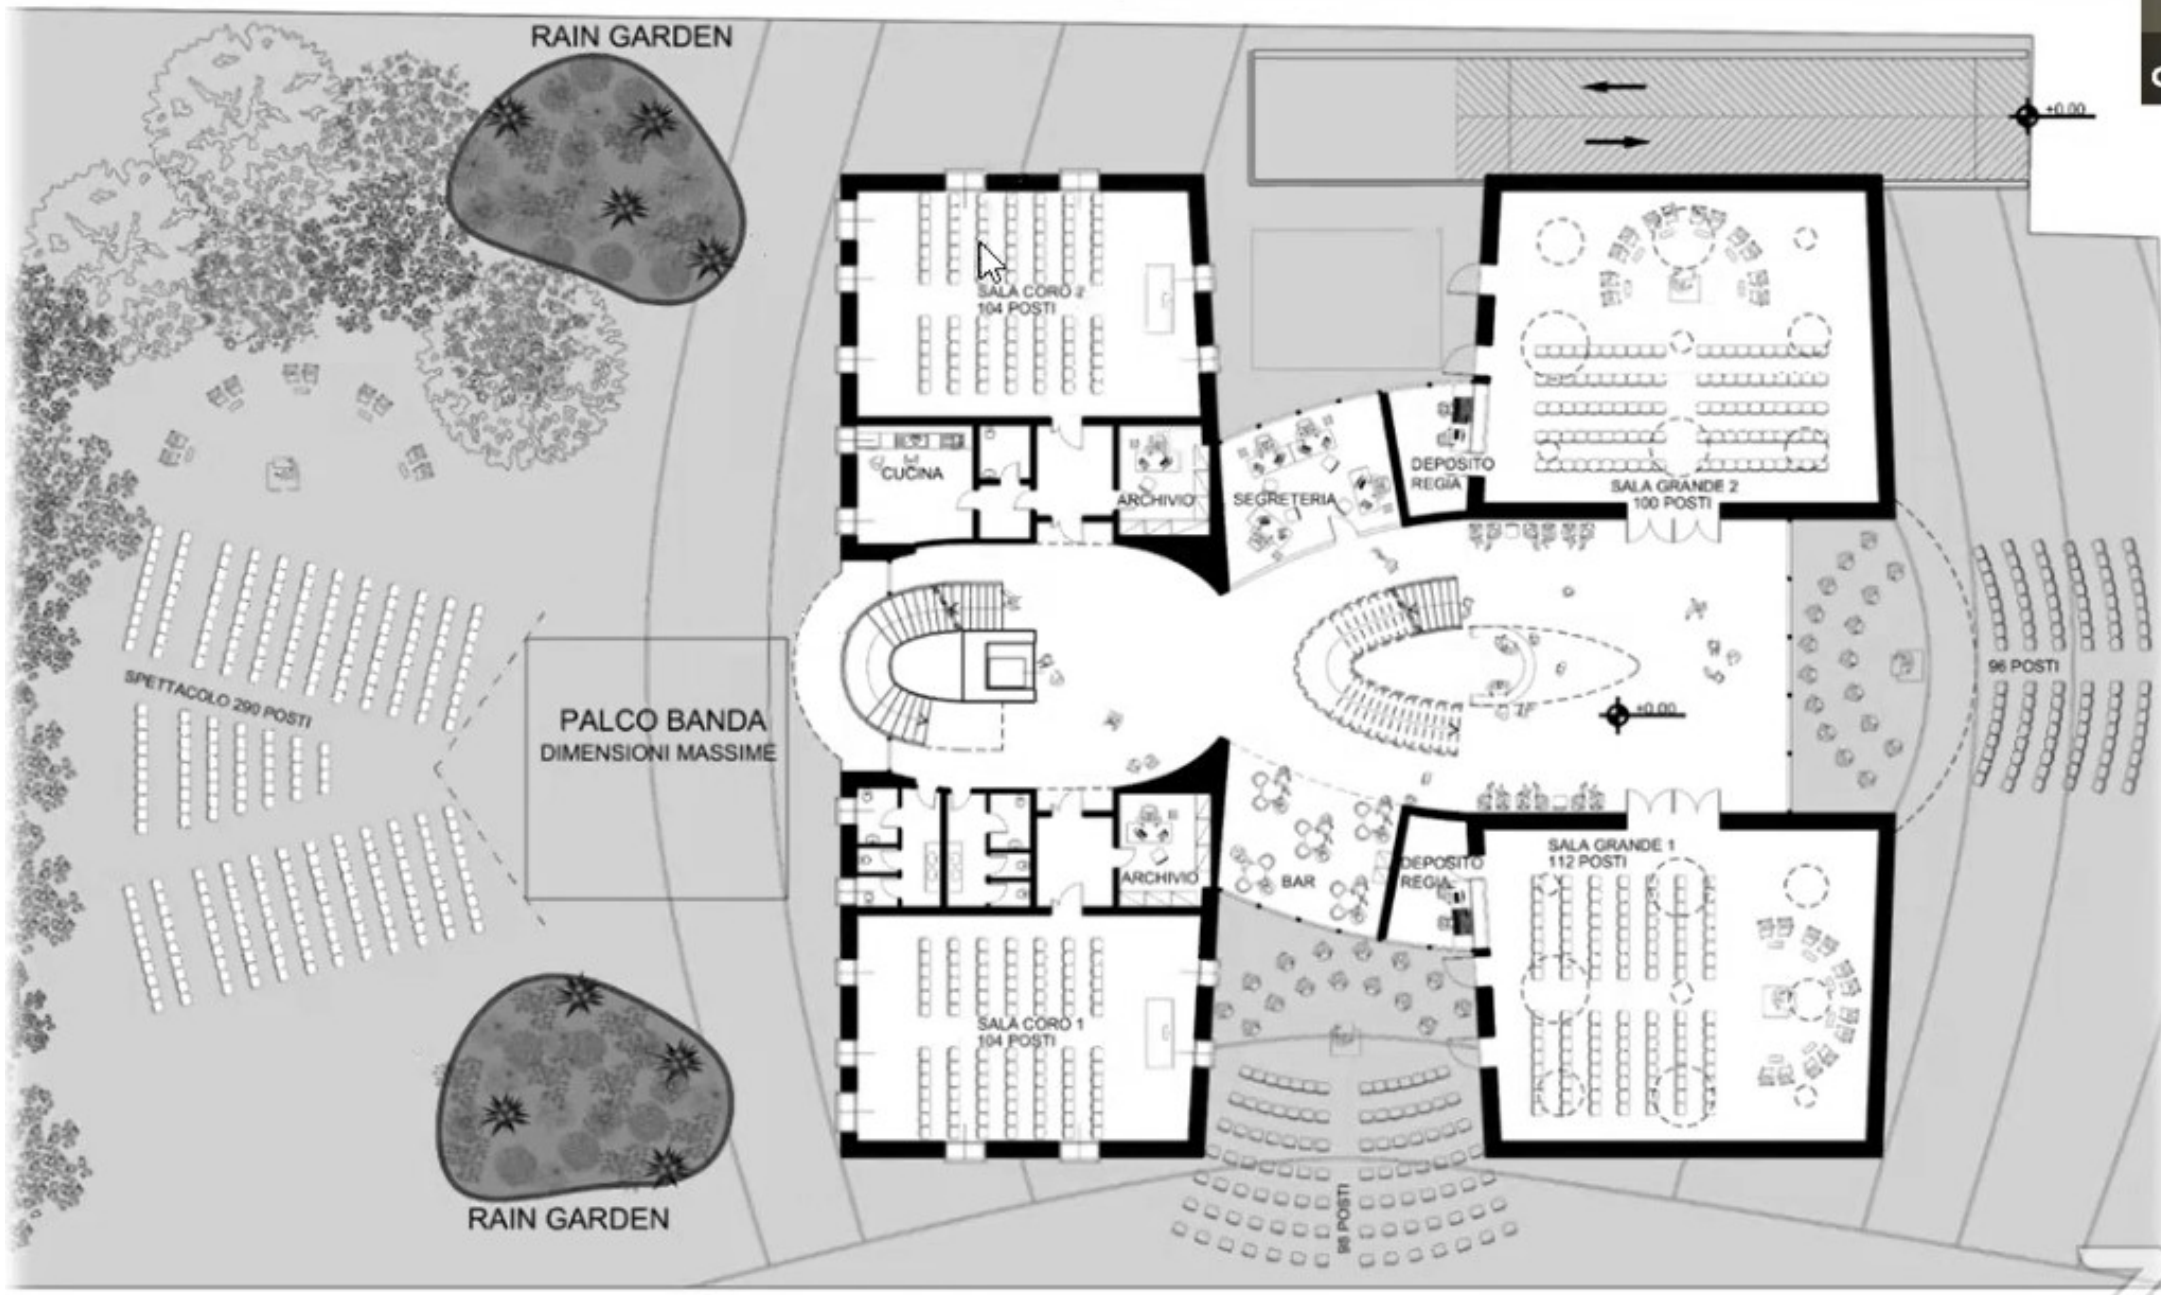 RAIN GARDEN
+0.00
SALA CORO 2
104 POSTI
CUCINA
ARCHIVIO
SEGRETERIA
DEPOSITO
REGIA
SALA GRANDE 2
100 POSTI
SPETTACOLO 290 POSTI
PALCO BANDA
DIMENSIONI MASSIME
+0.00
96 POSTI
ARCHIVIO
BAR
DEPOSITO
REGIA
SALA GRANDE 1
112 POSTI
SALA CORO 1
104 POSTI
98 POSTI
RAIN GARDEN